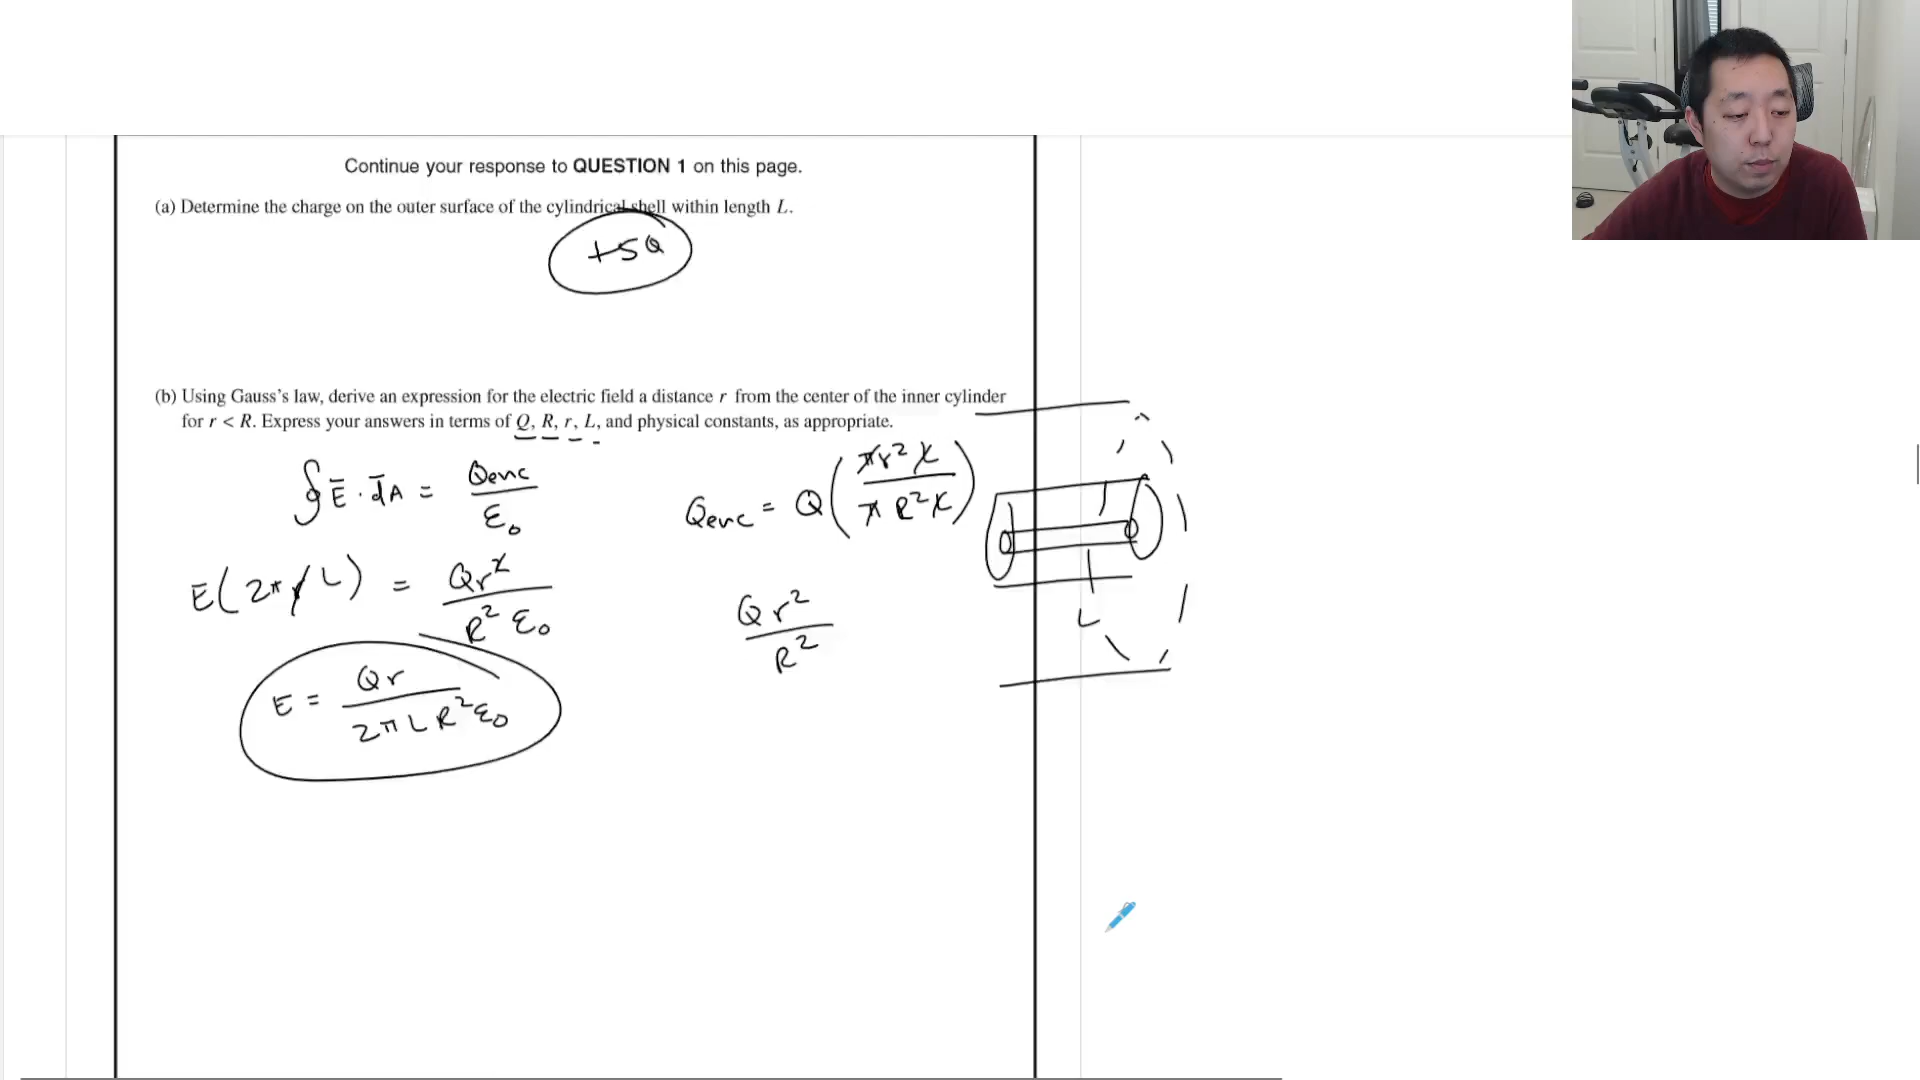 Continue your response to QUESTION 1 on this page.
(a) Determine the charge on the outer surface of the cylindrical shell within length L.
+5Q
(b) Using Gauss's law, derive an expression for the electric field a distance r from the center of the inner cylinder
for r < R. Express your answers in terms of Q, R, r, L, and physical constants, as appropriate.
∮E̅ · d̅A = Qenc / ε₀
Qenc = Q(πr²L / πR²L)
E(2πrL) = Qr² / R²ε₀
Qr² / R²
L
E = Qr / 2πLR²ε₀